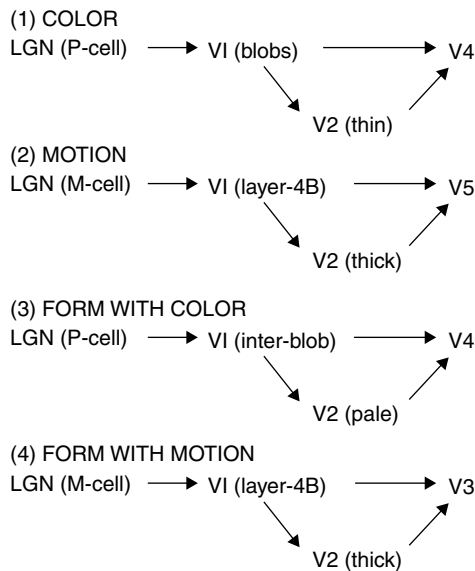 (1) COLOR
LGN (P-cell) VI (blobs) V4
V2 (thin)
(2) MOTION
LGN (M-cell) VI (layer-4B) V5
V2 (thick)
(3) FORM WITH COLOR
LGN (P-cell) VI (inter-blob) V4
V2 (pale)
(4) FORM WITH MOTION
LGN (M-cell) VI (layer-4B) V3
V2 (thick)